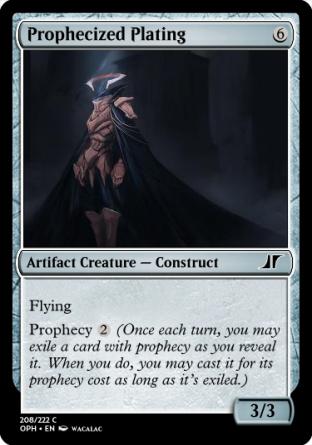 Prophecized Plating 6
Artifact Creature — Construct
Flying
Prophecy 2 (Once each turn, you may
exile a card with prophecy as you reveal
it. When you do, you may cast it for its
prophecy cost as long as it's exiled.)
3/3
208/222 C
OPH • EN WACALAC